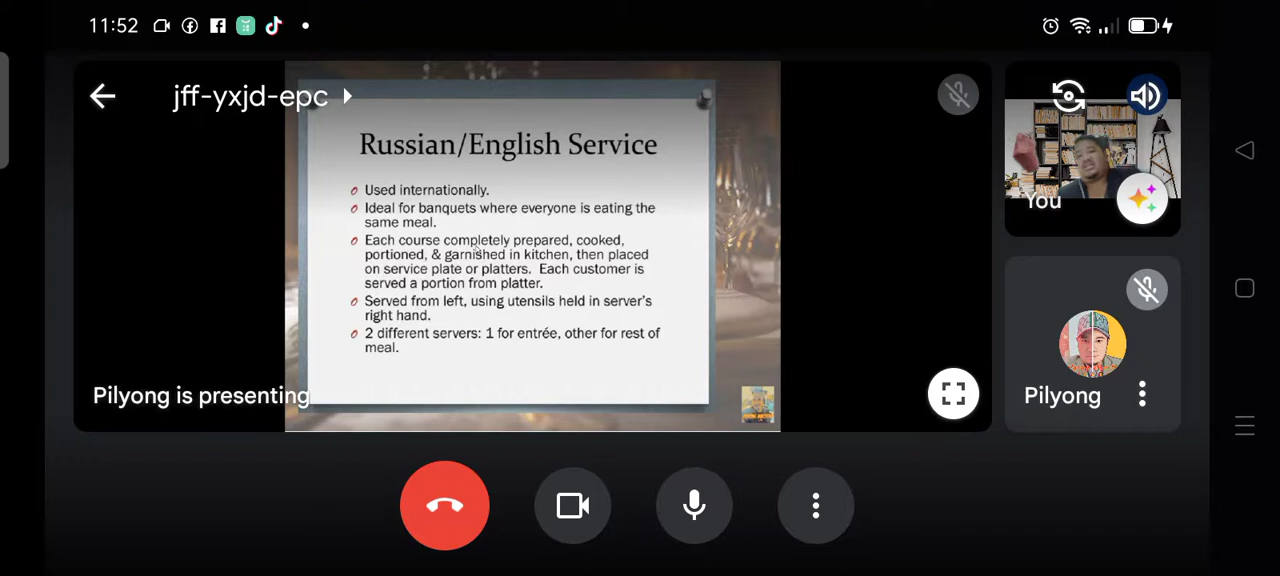 11:52
jff-yxjd-epc
Russian/English Service
Used internationally.
Ideal for banquets where everyone is eating the
same meal.
Each course completely prepared, cooked,
portioned, & garnished in kitchen, then placed
on service plate or platters. Each customer is
served a portion from platter.
Served from left, using utensils held in server's
right hand.
2 different servers: 1 for entrée, other for rest of
meal.
Pilyong is presenting
You
Pilyong